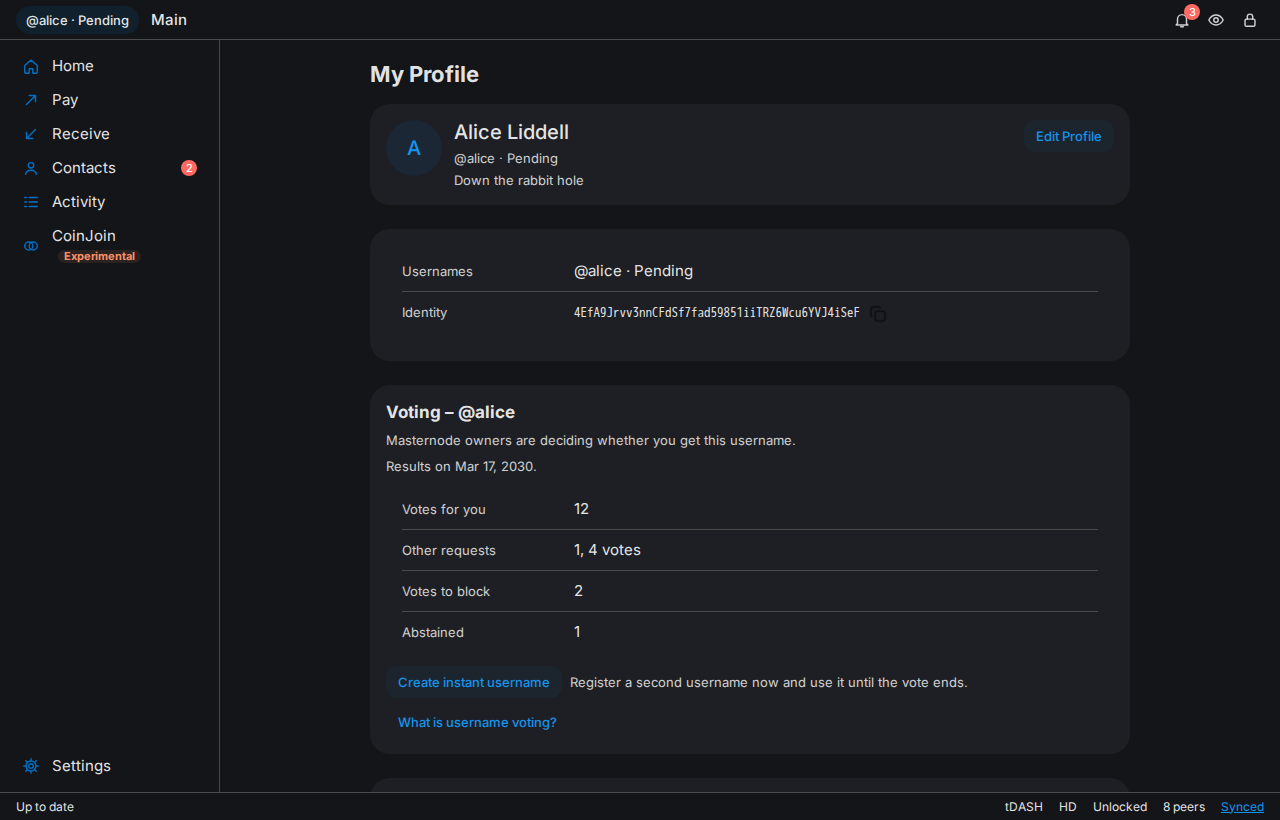 @alice · Pending
Main
3
Home
Pay
Receive
Contacts
2
Activity
CoinJoin
Experimental
Settings
My Profile
A
Alice Liddell
@alice · Pending
Down the rabbit hole
Edit Profile
Usernames @alice · Pending
Identity 4EfA9Jrvv3nnCFdSf7fad59851iiTRZ6Wcu6YVJ4iSeF
Voting – @alice
Masternode owners are deciding whether you get this username.
Results on Mar 17, 2030.
Votes for you 12
Other requests 1, 4 votes
Votes to block 2
Abstained 1
Create instant username Register a second username now and use it until the vote ends.
What is username voting?
Up to date
tDASH HD Unlocked 8 peers Synced